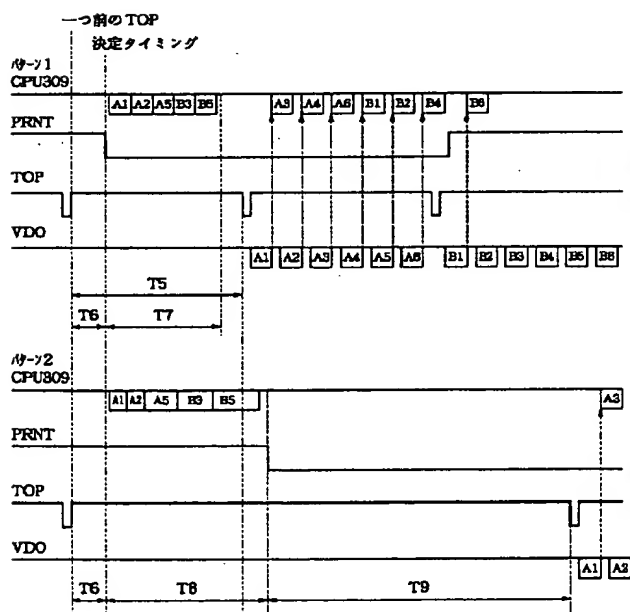 一つ前のTOP
決定タイミング
パターン1
CPU309
A1 A2 A5 B3 B5 A3 A4 A6 B1 B2 B4 B6
PRNT
TOP
VDO
A1 A2 A3 A4 A5 A6 B1 B2 B3 B4 B5 B6
T5
T6 T7
パターン2
CPU309
A1 A2 A5 B3 B5 A3
PRNT
TOP
VDO
A1 A2
T6 T8 T9